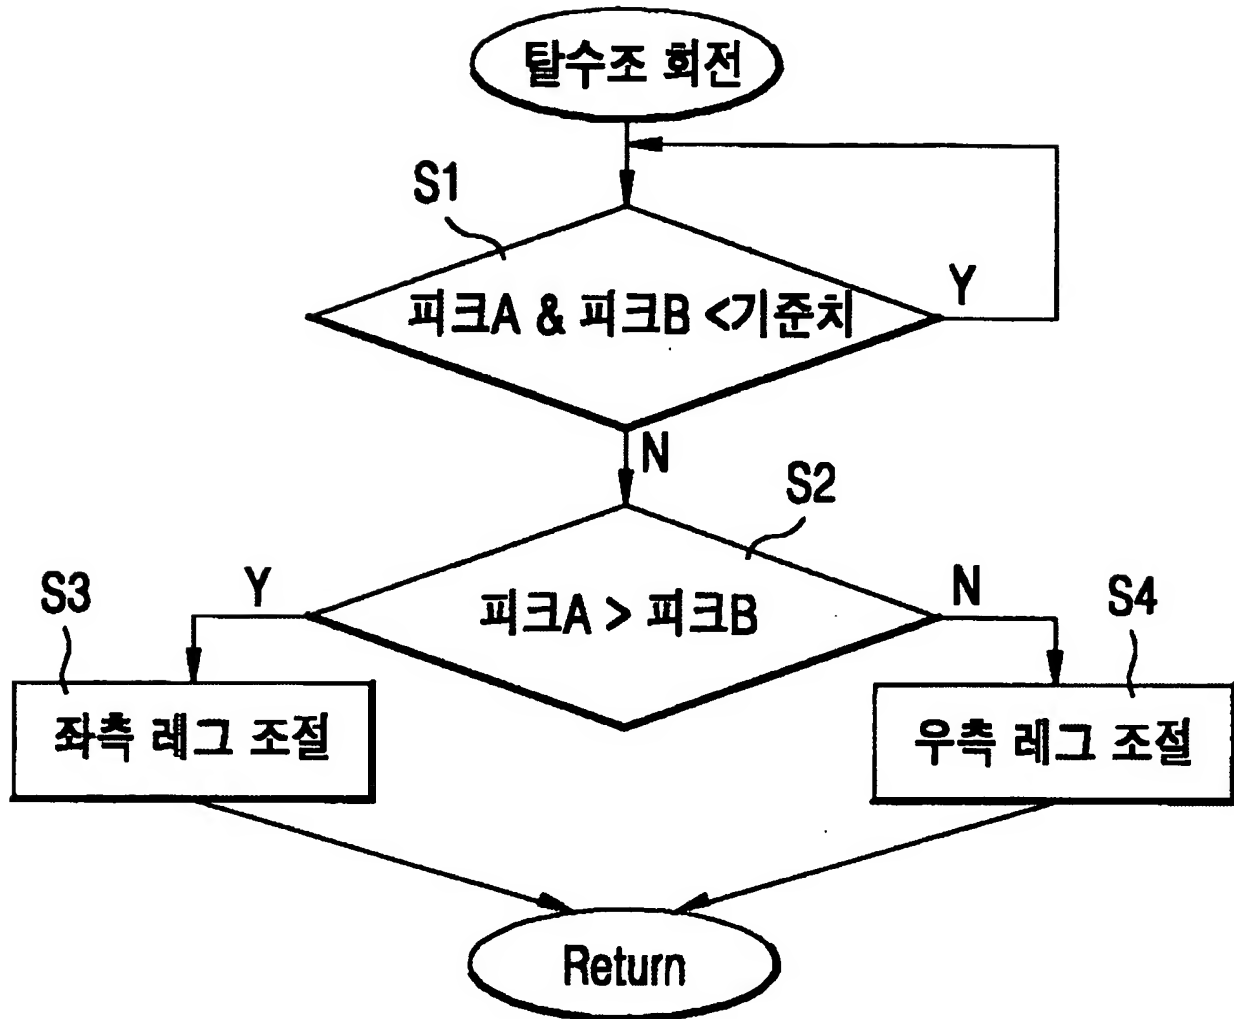 탈수조 회전
S1
피크A & 피크B <기준치
Y
N
S2
피크A > 피크B
Y
N
S3
좌측 레그 조절
S4
우측 레그 조절
Return